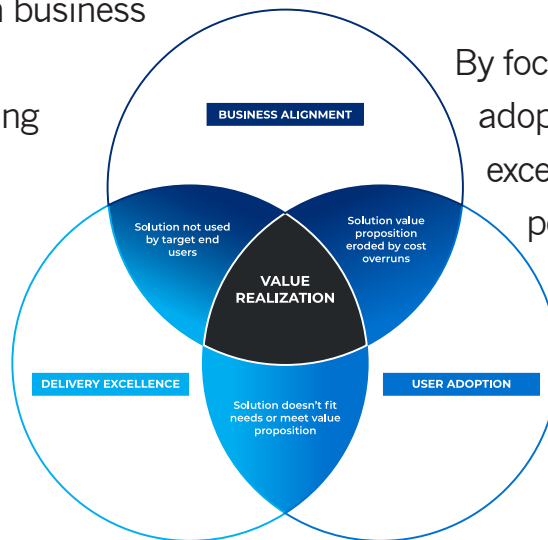 business
By foc
ng
adop
exce
p
BUSINESS ALIGNMENT
Solution not used
by target end
users
Solution value
proposition
eroded by cost
overruns
VALUE
REALIZATION
DELIVERY EXCELLENCE
USER ADOPTION
Solution doesn't fit
needs or meet value
proposition